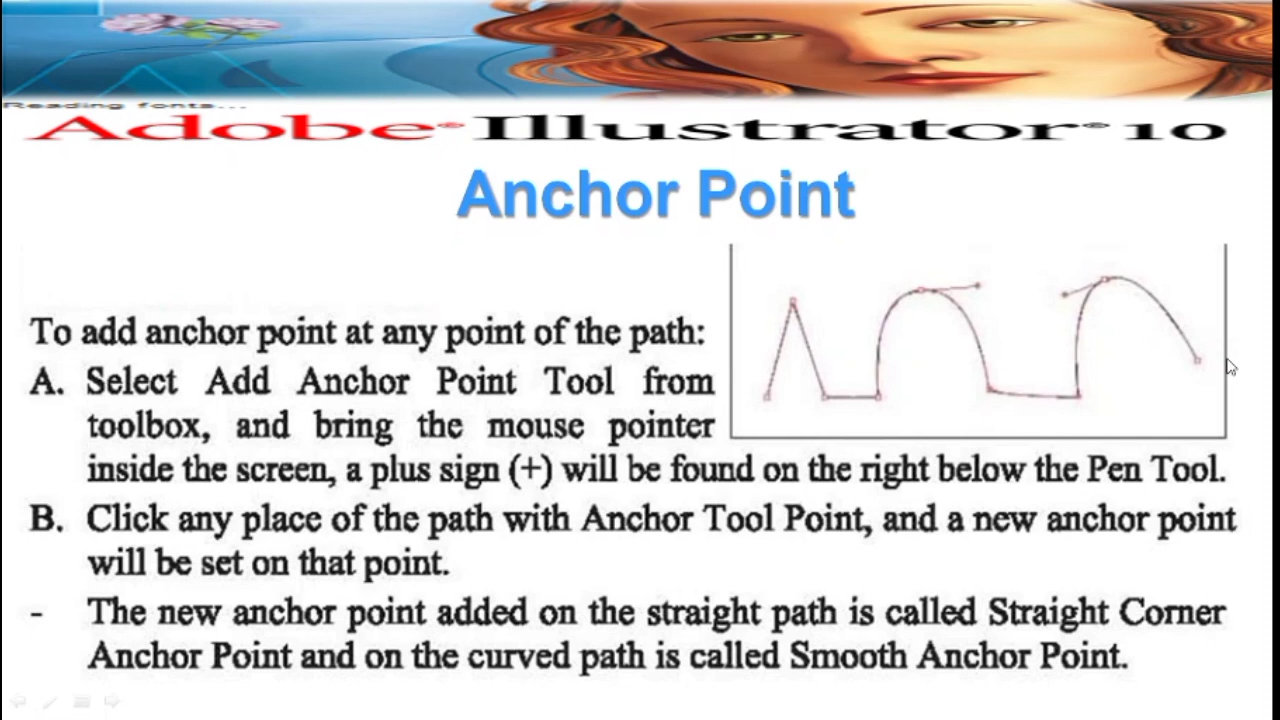 Reading fonts...
Adobe® Illustrator® 10
Anchor Point
To add anchor point at any point of the path:
A. Select Add Anchor Point Tool from
toolbox, and bring the mouse pointer
inside the screen, a plus sign (+) will be found on the right below the Pen Tool.
B. Click any place of the path with Anchor Tool Point, and a new anchor point
will be set on that point.
- The new anchor point added on the straight path is called Straight Corner
Anchor Point and on the curved path is called Smooth Anchor Point.